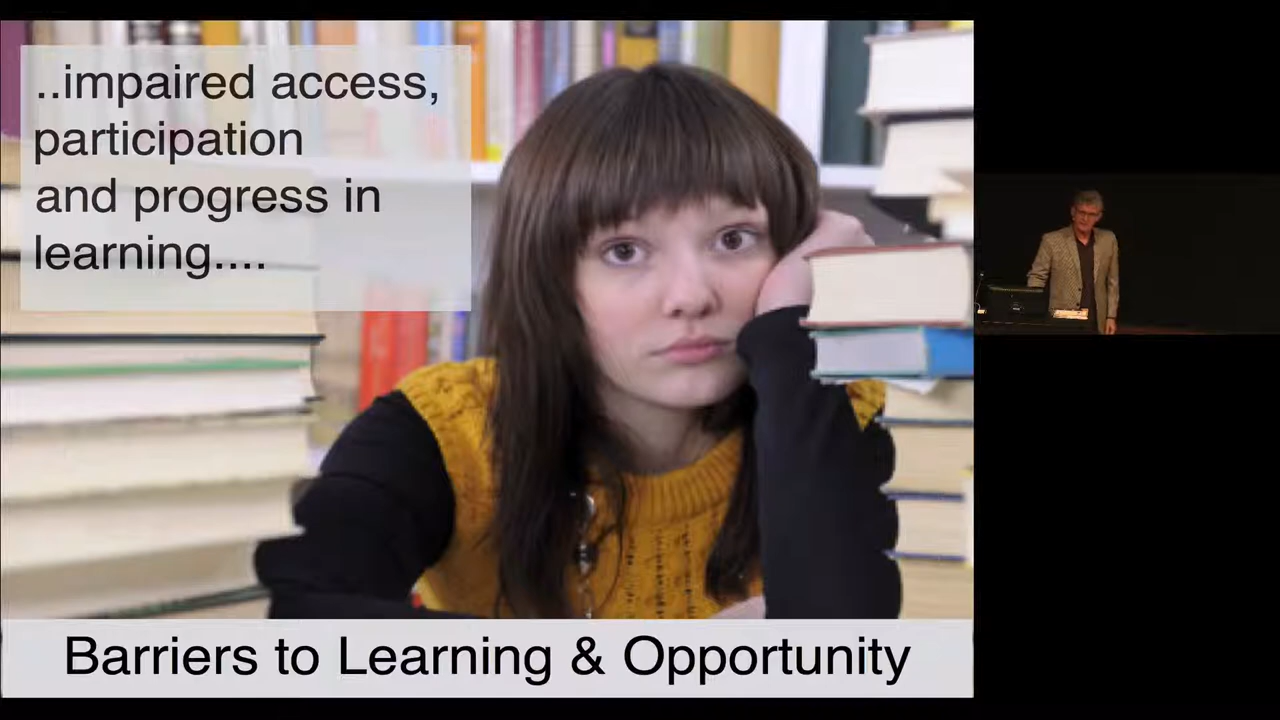 ..impaired access,
participation
and progress in
learning....
Barriers to Learning & Opportunity